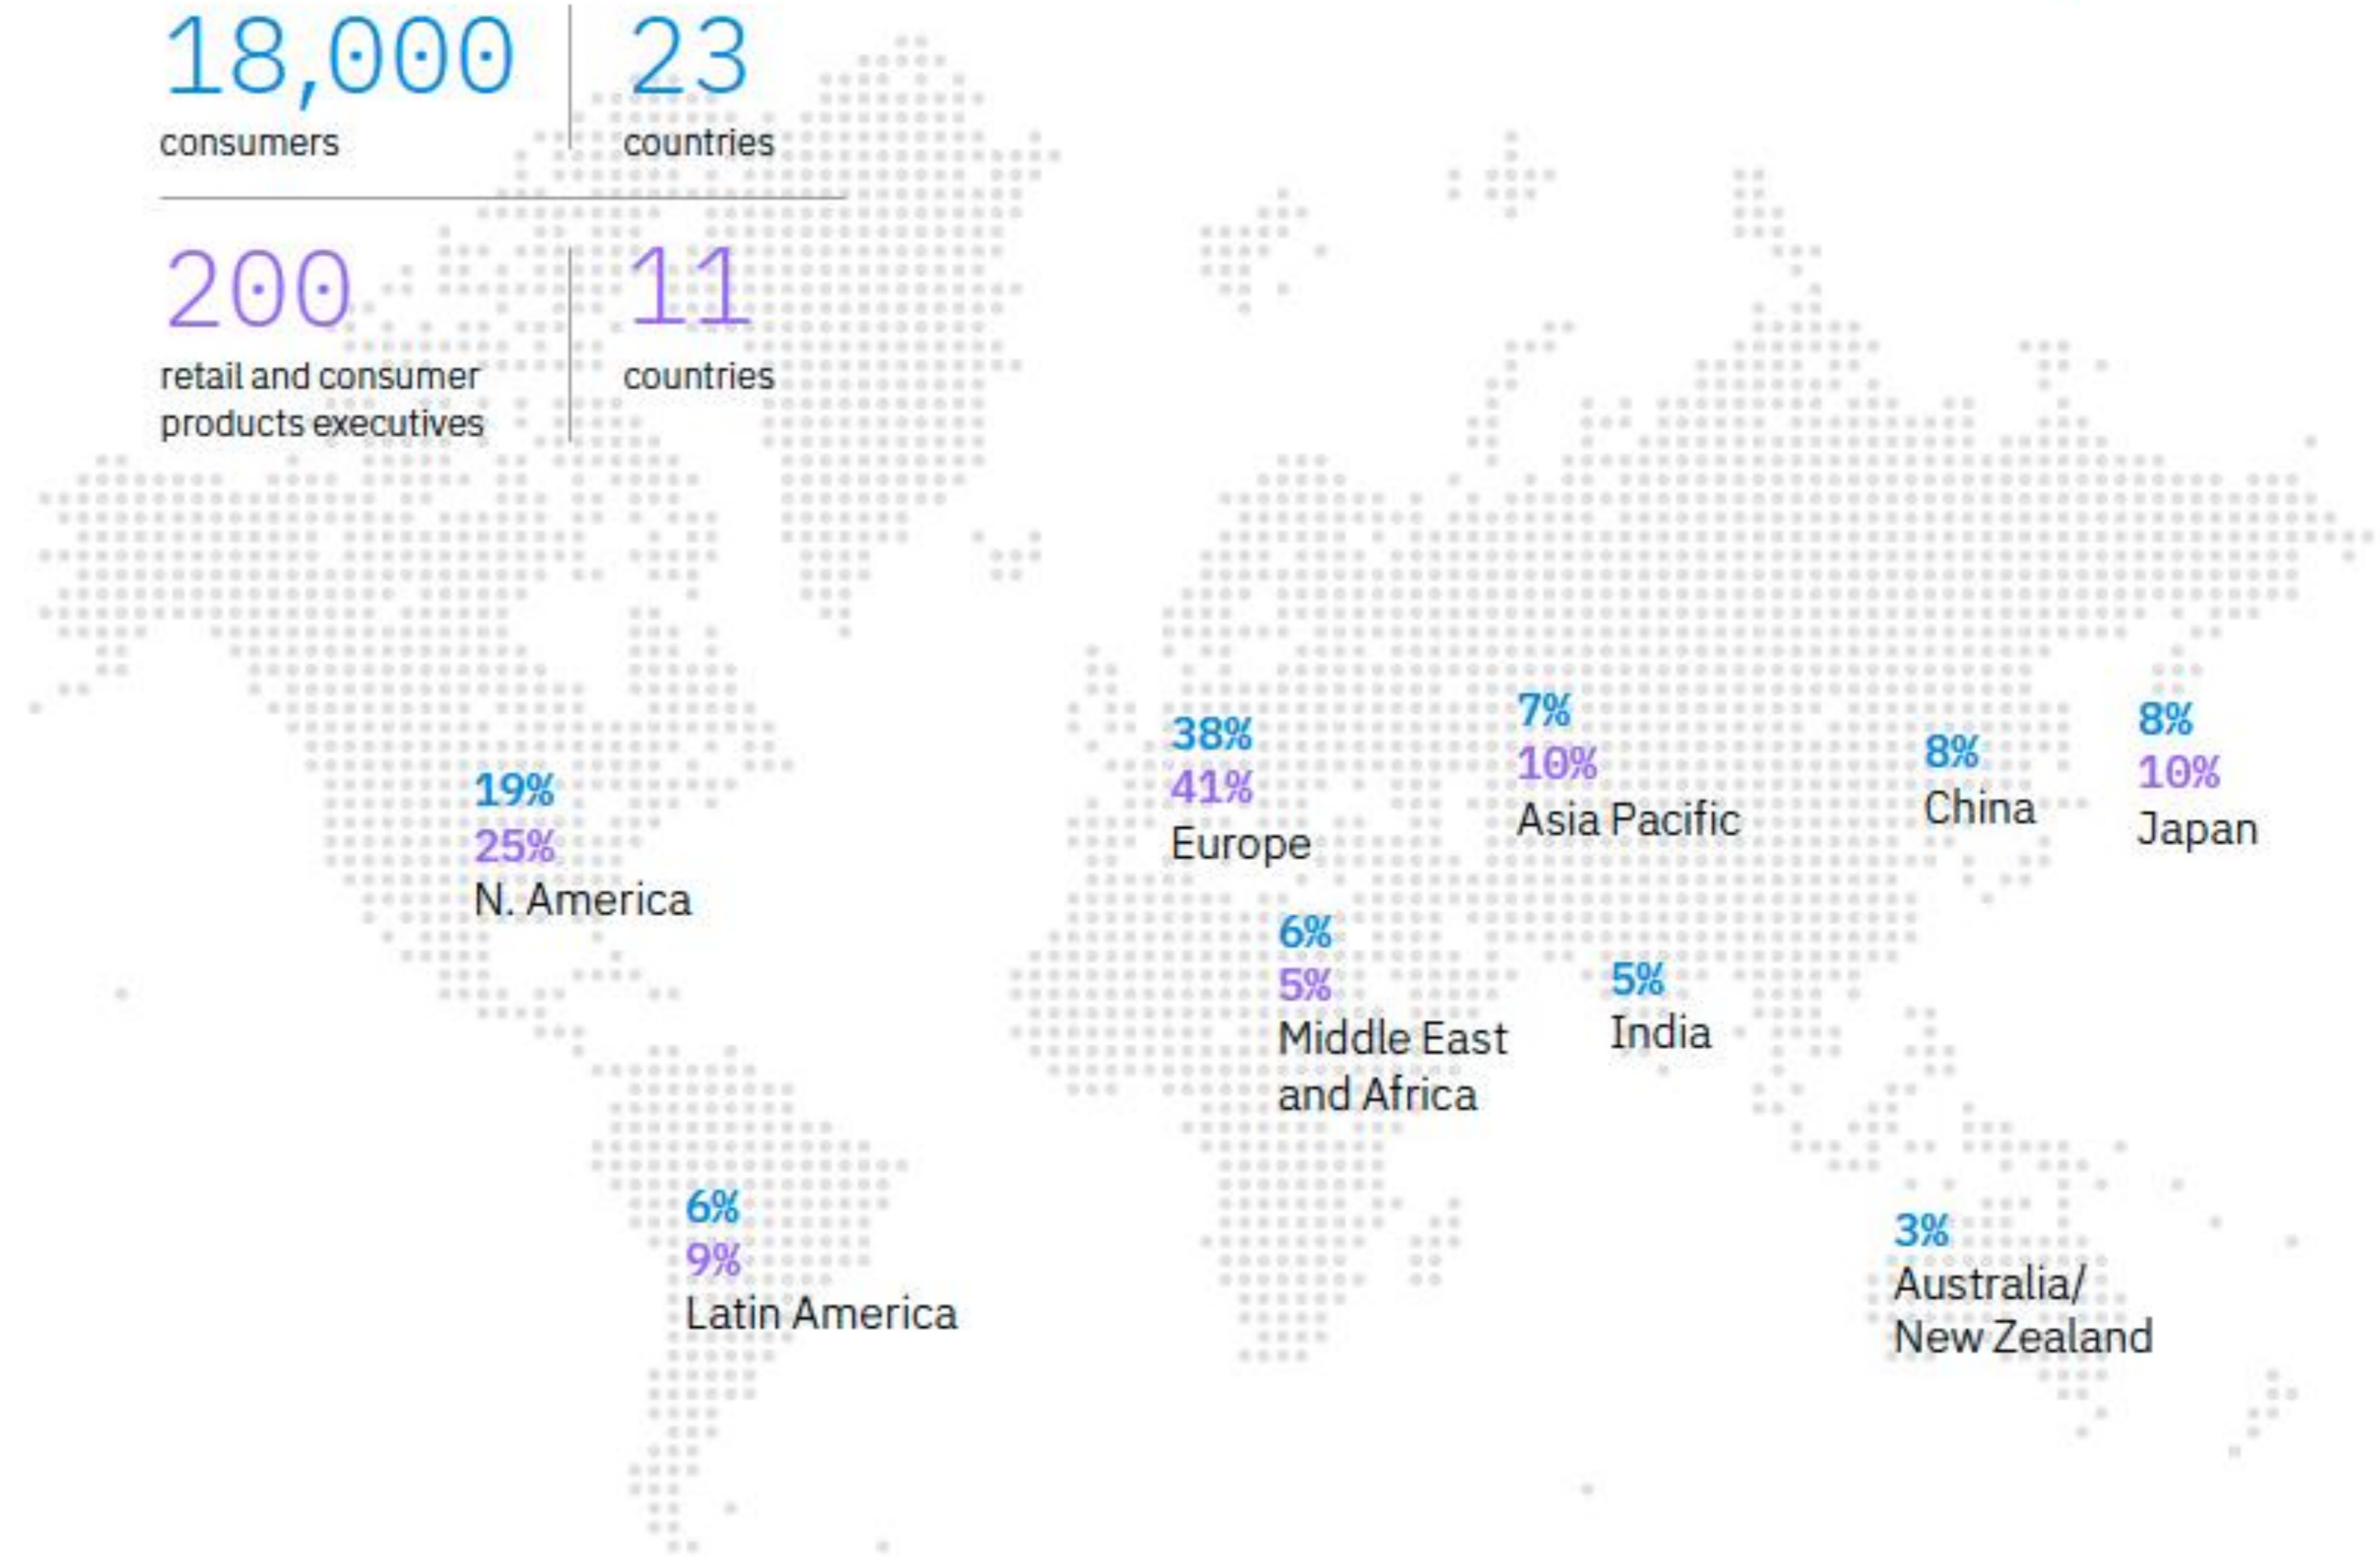 18,000
consumers
23
countries
200
retail and consumer
products executives
11
countries
19%
25%
N. America
38%
41%
Europe
7%
10%
Asia Pacific
8%
China
8%
10%
Japan
6%
5%
Middle East
and Africa
5%
India
6%
9%
Latin America
3%
Australia/
New Zealand